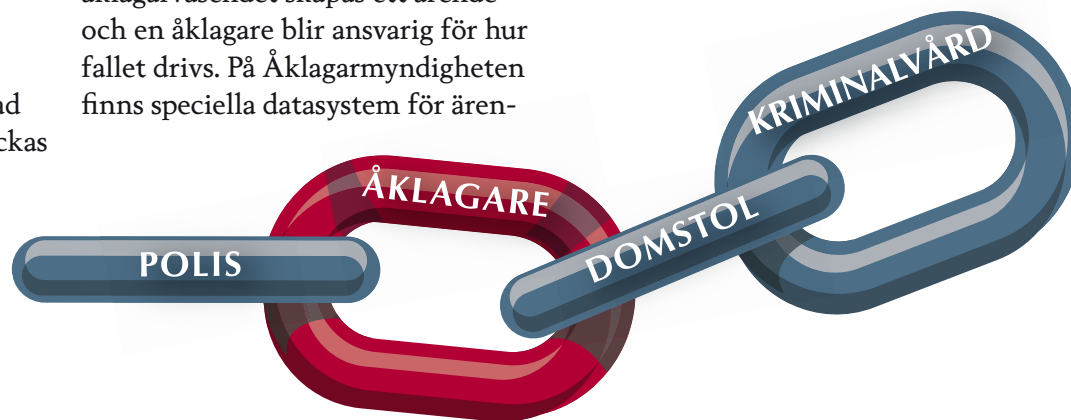 och en åklagare blir ansvarig för hur
fallet drivs. På Åklagarmyndigheten
finns speciella datasystem för ären-
POLIS
ÅKLAGARE
DOMSTOL
KRIMINALVÅRD